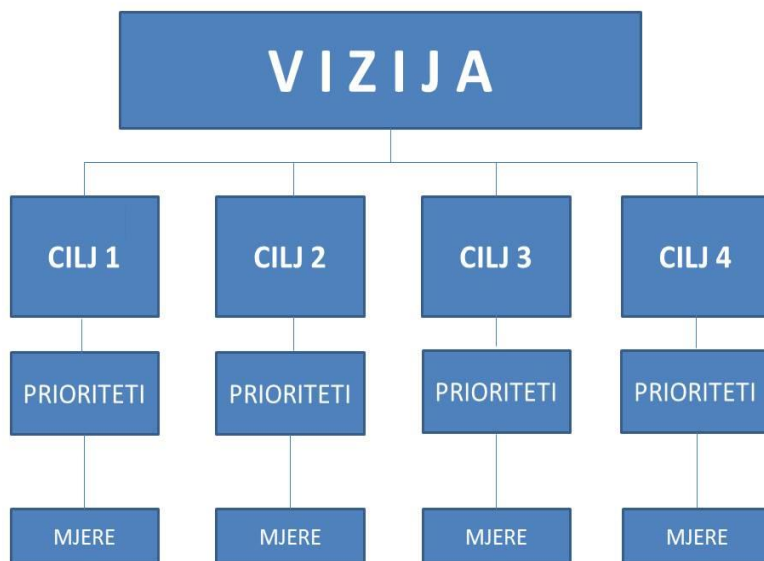 V I Z I J A
CILJ 1
CILJ 2
CILJ 3
CILJ 4
PRIORITETI
PRIORITETI
PRIORITETI
PRIORITETI
MJERE
MJERE
MJERE
MJERE